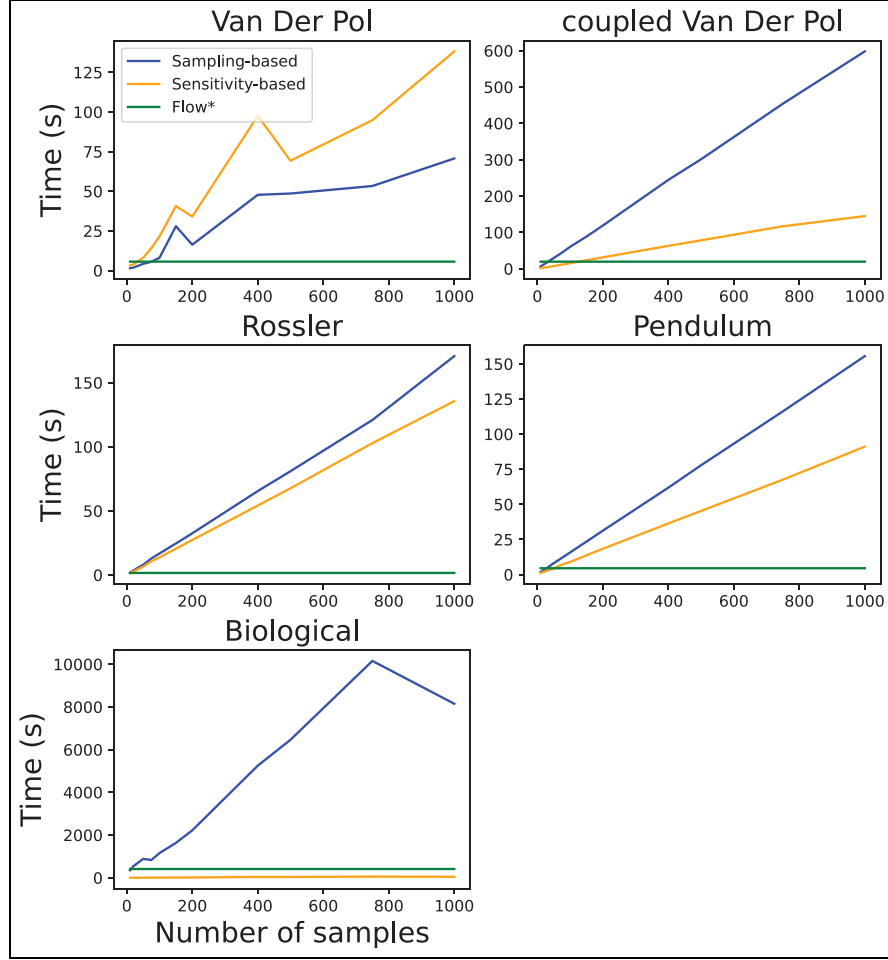 Van Der Pol
Time (s)
125
100
75
50
25
0
Sampling-based
Sensitivity-based
Flow*
0 200 400 600 800 1000
coupled Van Der Pol
600
500
400
300
200
100
0
0 200 400 600 800 1000
Rossler
Time (s)
150
100
50
0
0 200 400 600 800 1000
Pendulum
150
125
100
75
50
25
0
0 200 400 600 800 1000
Biological
Time (s)
10000
8000
6000
4000
2000
0
0 200 400 600 800 1000
Number of samples